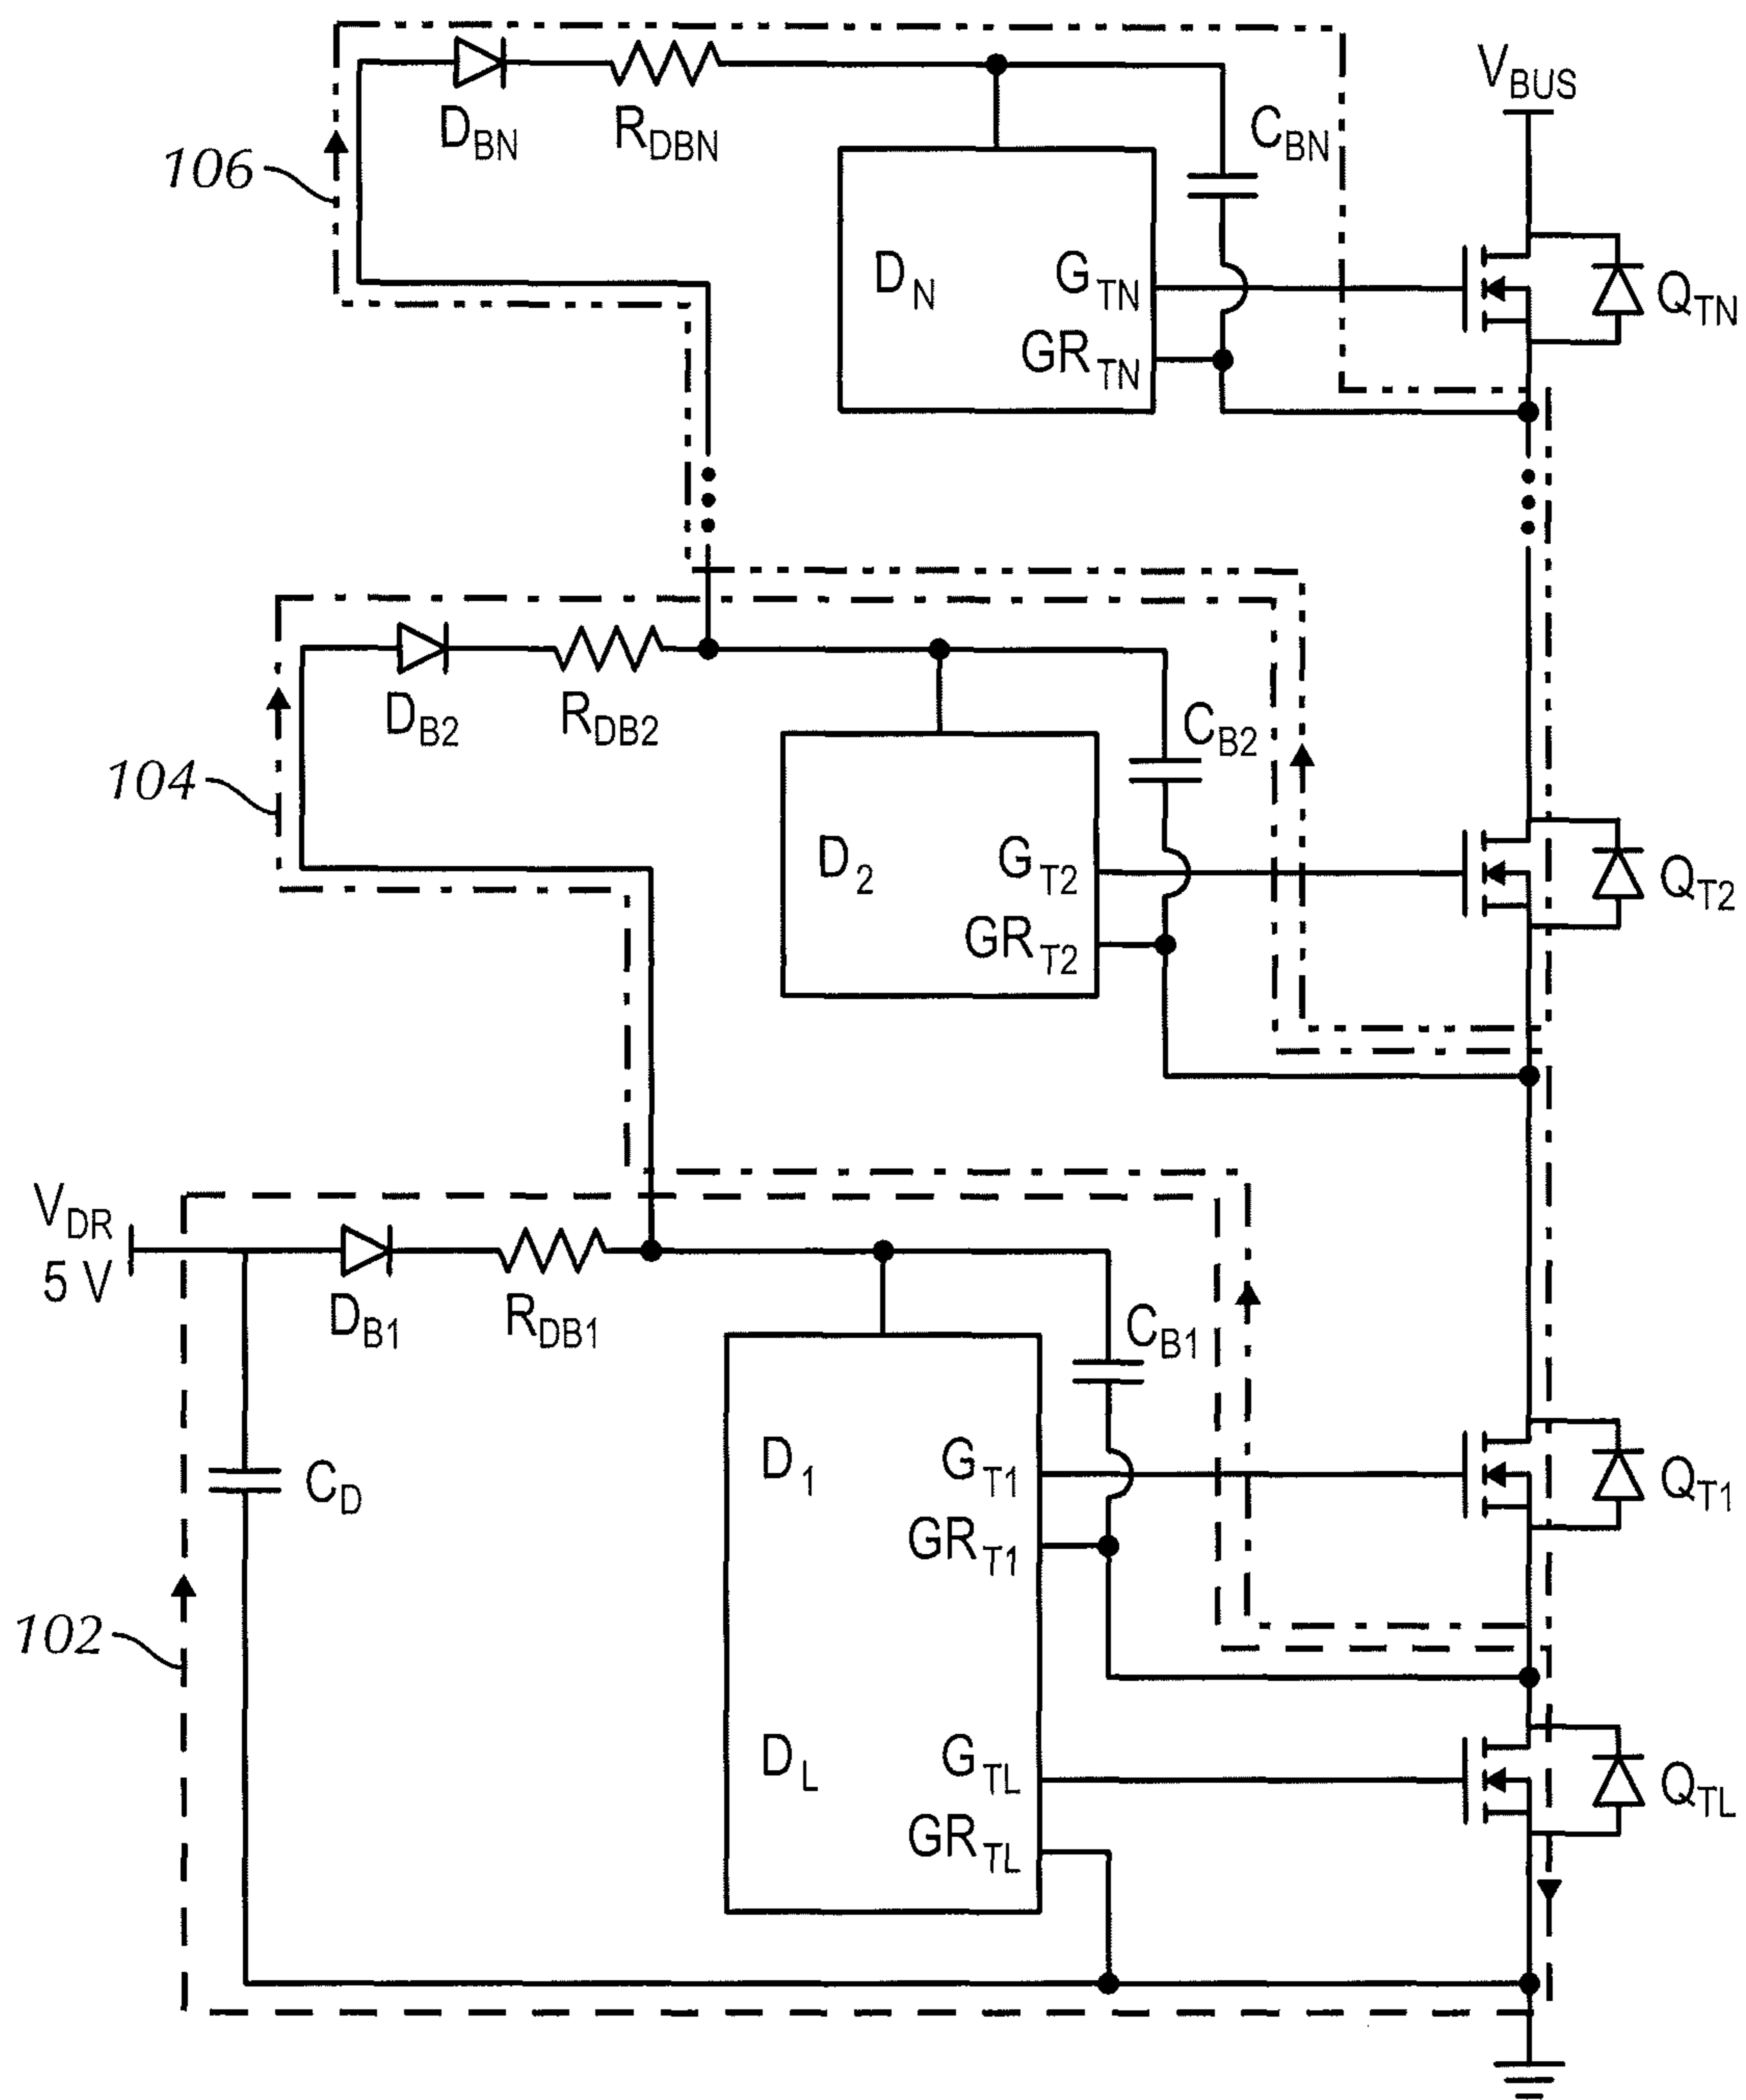 V_BUS
D_BN
R_DBN
C_BN
106
D_N
G_TN
GR_TN
Q_TN
D_B2
R_DB2
C_B2
104
D_2
G_T2
GR_T2
Q_T2
V_DR
5 V
D_B1
R_DB1
C_B1
C_D
D_1
G_T1
GR_T1
Q_T1
102
D_L
G_TL
GR_TL
Q_TL